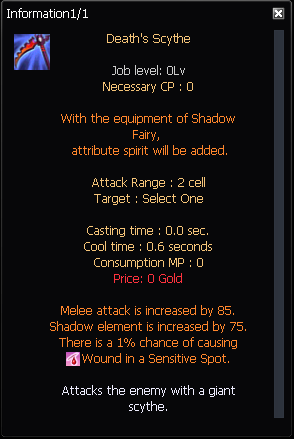 Information1/1
Death's Scythe
Job level: 0Lv
Necessary CP : 0
With the equipment of Shadow
Fairy,
attribute spirit will be added.
Attack Range : 2 cell
Target : Select One
Casting time : 0.0 sec.
Cool time : 0.6 seconds
Consumption MP : 0
Price: 0 Gold
Melee attack is increased by 85.
Shadow element is increased by 75.
There is a 1% chance of causing
Wound in a Sensitive Spot.
Attacks the enemy with a giant
scythe.